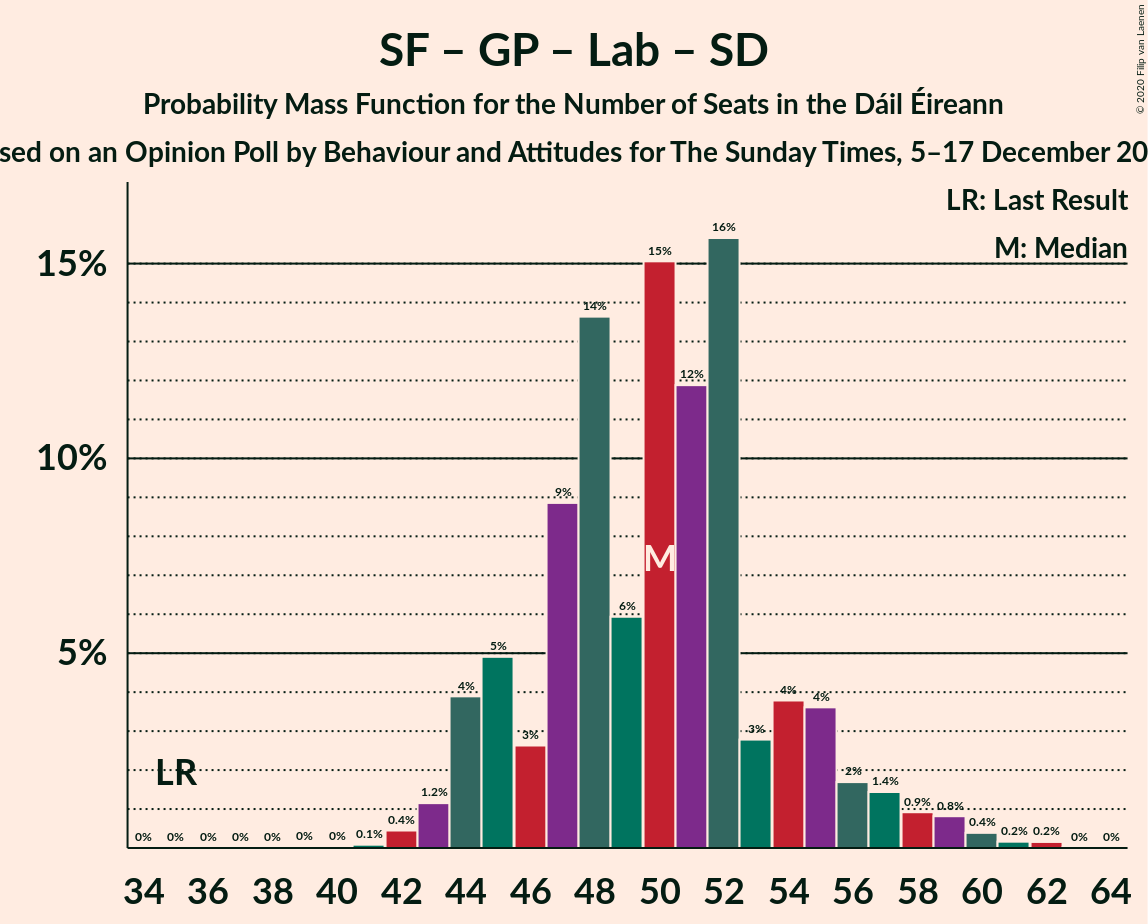 SF – GP – Lab – SD
Probability Mass Function for the Number of Seats in the Dáil Éireann
sed on an Opinion Poll by Behaviour and Attitudes for The Sunday Times, 5–17 December 20
© 2020 Filip van Laenen
LR: Last Result
M: Median
15%
10%
5%
LR
M
0% 0% 0% 0% 0% 0% 0% 0.1% 0.4% 1.2% 4% 5% 3% 9% 14% 6% 15% 12% 16% 3% 4% 4% 2% 1.4% 0.9% 0.8% 0.4% 0.2% 0.2% 0% 0%
34 36 38 40 42 44 46 48 50 52 54 56 58 60 62 64